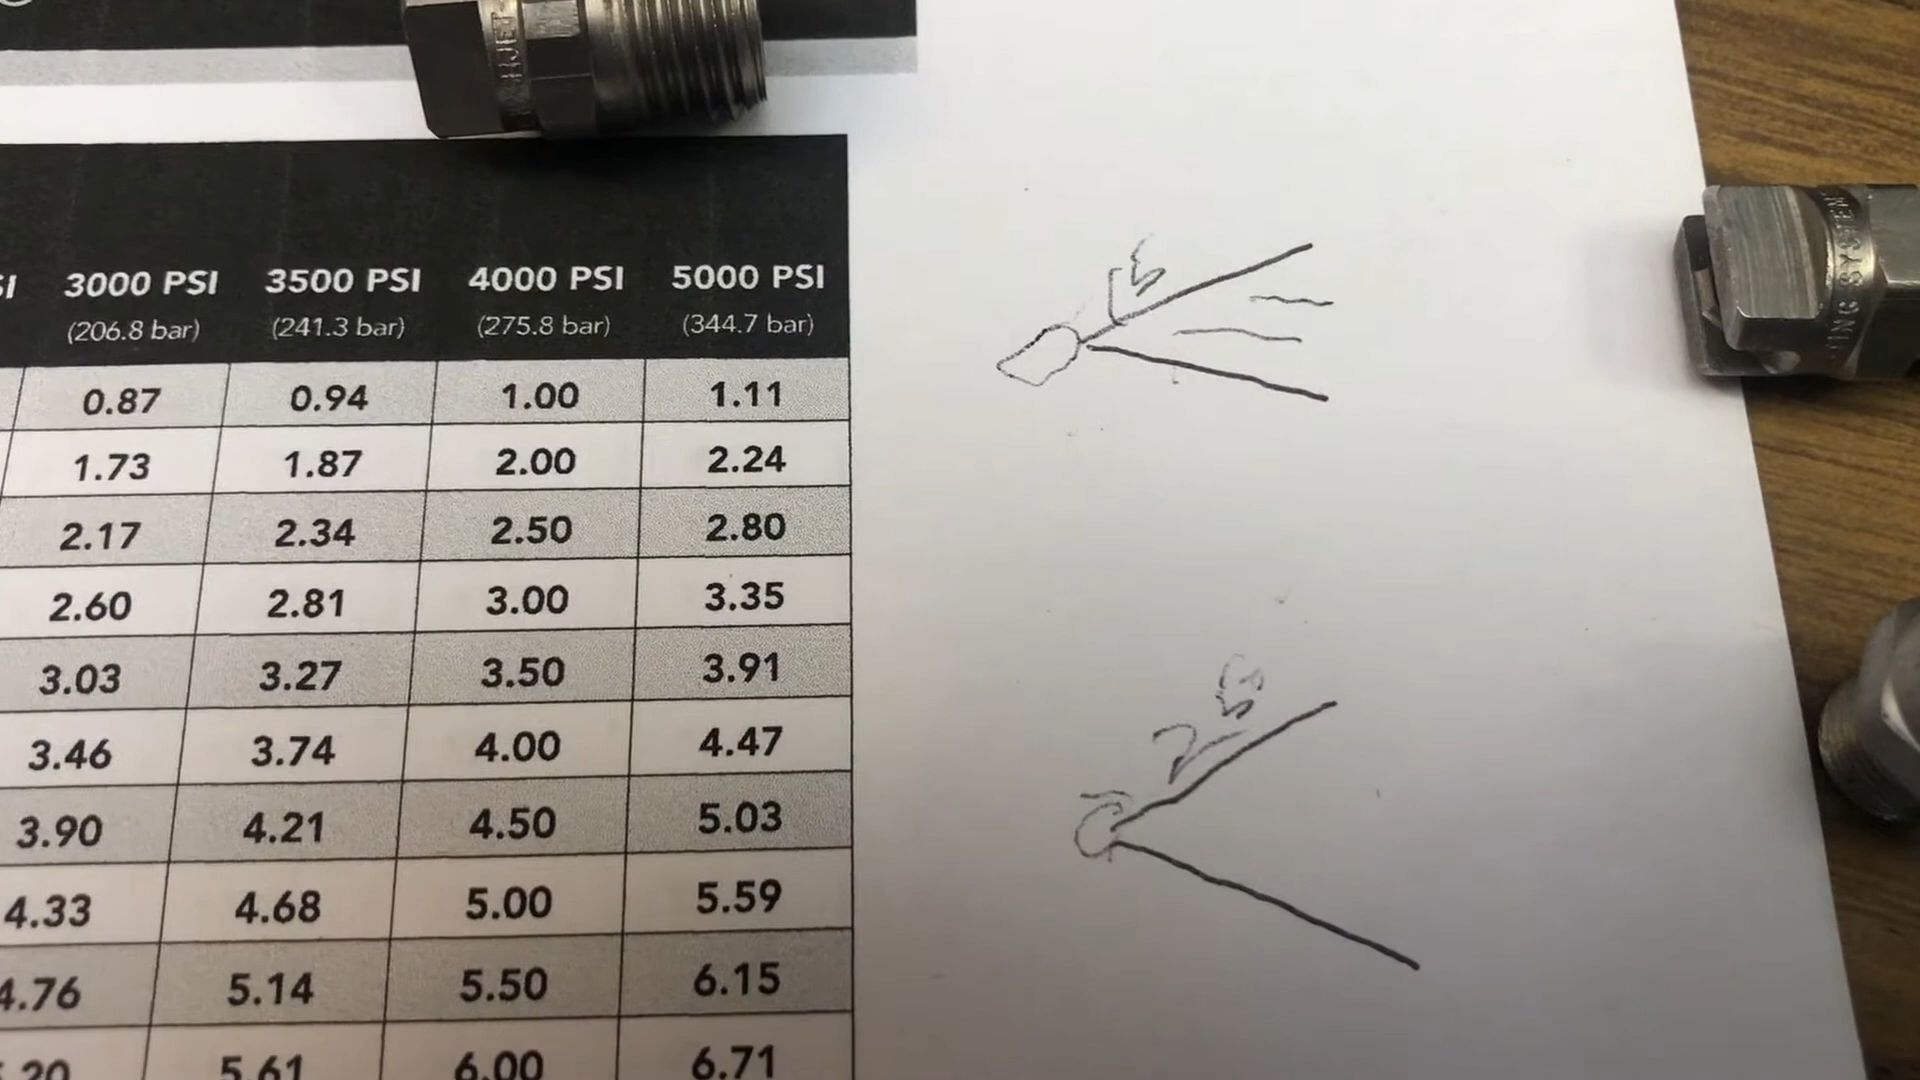 3000 PSI 3500 PSI 4000 PSI 5000 PSI
(206.8 bar) (241.3 bar) (275.8 bar) (344.7 bar)
0.87 0.94 1.00 1.11
1.73 1.87 2.00 2.24
2.17 2.34 2.50 2.80
2.60 2.81 3.00 3.35
3.03 3.27 3.50 3.91
3.46 3.74 4.00 4.47
3.90 4.21 4.50 5.03
4.33 4.68 5.00 5.59
4.76 5.14 5.50 6.15
5.61 6.00 6.71
15
25